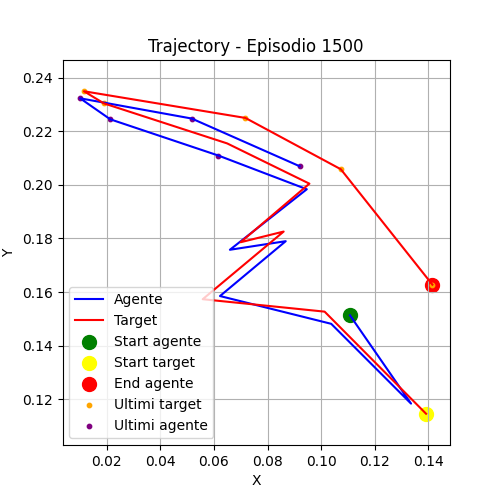 Trajectory - Episodio 1500
0.24
0.22
0.20
0.18
0.16
0.14
0.12
Y
Agente
Target
Start agente
Start target
End agente
Ultimi target
Ultimi agente
0.02 0.04 0.06 0.08 0.10 0.12 0.14
X